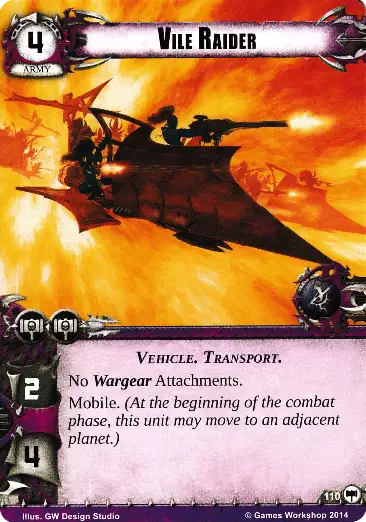 4
Vile Raider
ARMY
Vehicle. Transport.
No Wargear Attachments.
Mobile. (At the beginning of the combat
phase, this unit may move to an adjacent
planet.)
2
4
110
Illus. GW Design Studio
© Games Workshop 2014